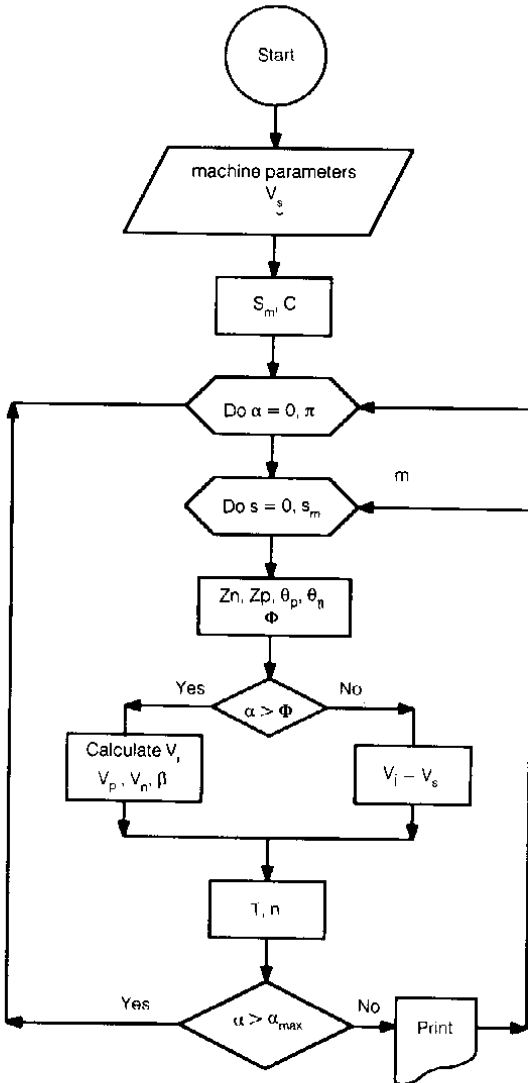 Start
machine parameters
V_s
S_m, C
Do α = 0, π
m
Do s = 0, s_m
Zn, Zp, θ_p, θ_n
Φ
Yes
α > Φ
No
Calculate V_i
V_p, V_n, β
V_i = V_s
T, n
Yes
α > α_max
No
Print